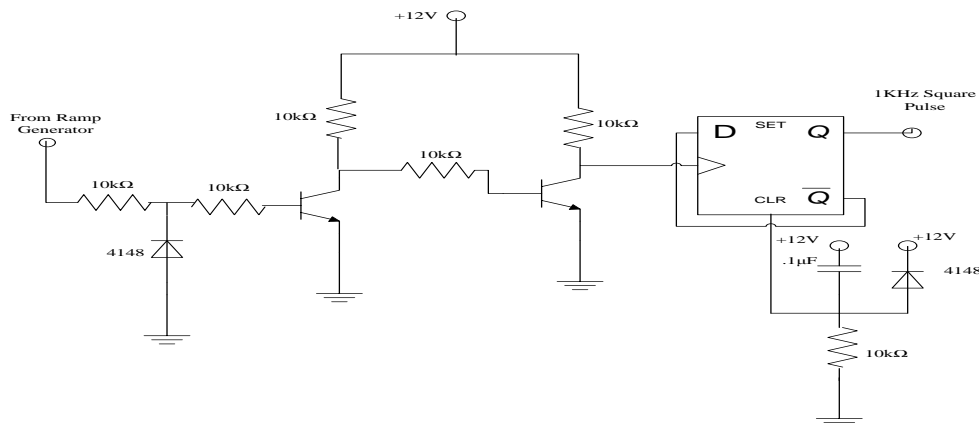 +12V
From Ramp
Generator
10kΩ
10kΩ
10kΩ
10kΩ
10kΩ
1KHz Square
Pulse
D
SET
Q
CLR
Q̅
10kΩ
4148
+12V
.1µF
+12V
4148